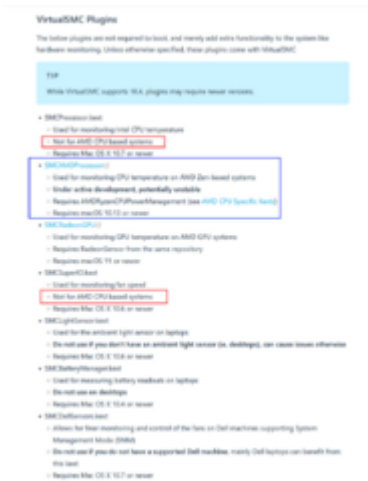 VirtualSMC Plugins
The below plugins are not required to boot, and merely add extra functionality to the system like
hardware monitoring. Unless otherwise specified, these plugins come with VirtualSMC
TIP
While VirtualSMC supports 10.4, plugins may require newer versions.
SMCProcessor.kext
Used for monitoring Intel CPU temperature
Not for AMD CPU based systems
Requires Mac OS X 10.7 or newer
SMCAMDProcessor
Used for monitoring CPU temperature on AMD Zen-based systems
Under active development, potentially unstable
Requires AMDRyzenCPUPowerManagement (see AMD CPU Specific Kexts)
Requires macOS 10.13 or newer
SMCRadeonGPU
Used for monitoring GPU temperature on AMD GPU systems
Requires RadeonSensor from the same repository
Requires macOS 11 or newer
SMCSuperIO.kext
Used for monitoring fan speed
Not for AMD CPU based systems
Requires Mac OS X 10.6 or newer
SMCLightSensor.kext
Used for the ambient light sensor on laptops
Do not use if you don't have an ambient light sensor (ie. desktops), can cause issues otherwise
Requires Mac OS X 10.6 or newer
SMCBatteryManager.kext
Used for measuring battery readouts on laptops
Do not use on desktops
Requires Mac OS X 10.4 or newer
SMCDellSensors.kext
Allows for finer monitoring and control of the fans on Dell machines supporting System
Management Mode (SMM)
Do not use if you do not have a supported Dell machine, mainly Dell laptops can benefit from
this kext
Requires Mac OS X 10.7 or newer